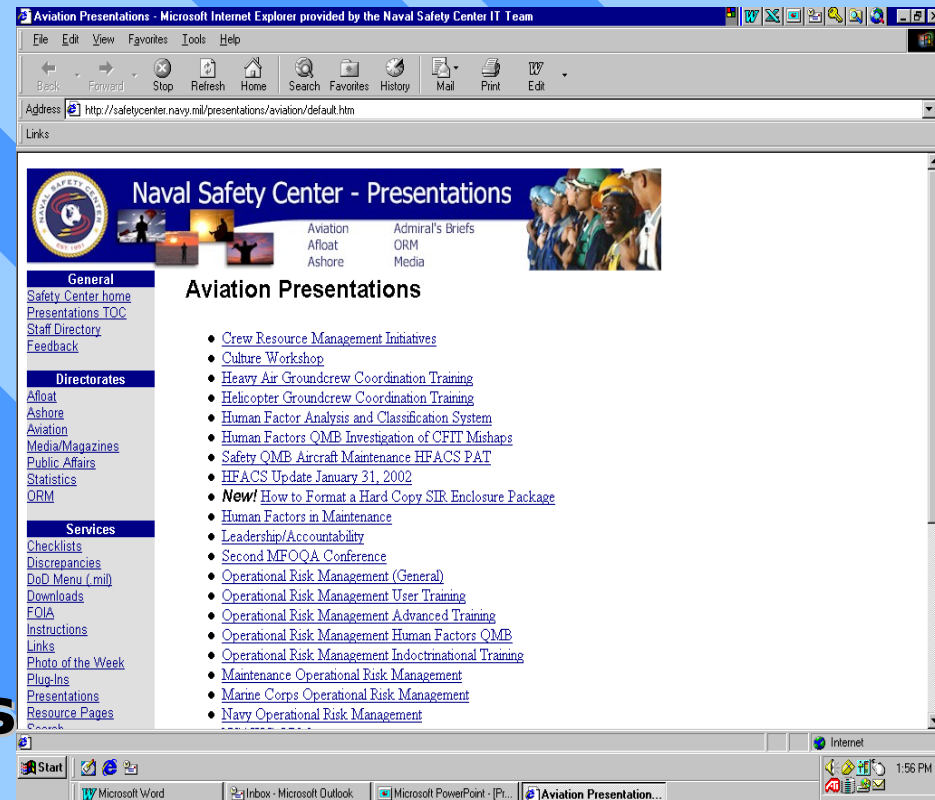 Aviation Presentations - Microsoft Internet Explorer provided by the Naval Safety Center IT Team
File Edit View Favorites Tools Help
Back Forward Stop Refresh Home Search Favorites History Mail Print Edit
Address http://safetycenter.navy.mil/presentations/aviation/default.htm
Links
NAVAL SAFETY CENTER
EST. 1951
Naval Safety Center - Presentations
Aviation Admiral's Briefs
Afloat ORM
Ashore Media
General
Safety Center home
Presentations TOC
Staff Directory
Feedback
Directorates
Afloat
Ashore
Aviation
Media/Magazines
Public Affairs
Statistics
ORM
Services
Checklists
Discrepancies
DoD Menu (.mil)
Downloads
FOIA
Instructions
Links
Photo of the Week
Plug-Ins
Presentations
Resource Pages
Search
Aviation Presentations
Crew Resource Management Initiatives
Culture Workshop
Heavy Air Groundcrew Coordination Training
Helicopter Groundcrew Coordination Training
Human Factor Analysis and Classification System
Human Factors QMB Investigation of CFIT Mishaps
Safety QMB Aircraft Maintenance HFACS PAT
HFACS Update January 31, 2002
New! How to Format a Hard Copy SIR Enclosure Package
Human Factors in Maintenance
Leadership/Accountability
Second MFOQA Conference
Operational Risk Management (General)
Operational Risk Management User Training
Operational Risk Management Advanced Training
Operational Risk Management Human Factors QMB
Operational Risk Management Indoctrinational Training
Maintenance Operational Risk Management
Marine Corps Operational Risk Management
Navy Operational Risk Management
s
Internet
Start
1:56 PM
Microsoft Word Inbox - Microsoft Outlook Microsoft PowerPoint - [Pr... Aviation Presentation...